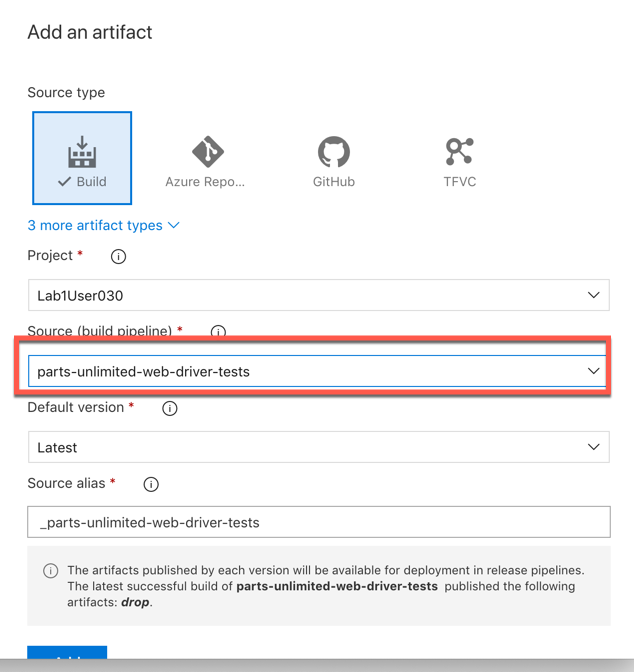 Add an artifact
Source type
Build
Azure Repo...
GitHub
TFVC
3 more artifact types
Project *
Lab1User030
Source (build pipeline) *
parts-unlimited-web-driver-tests
Default version *
Latest
Source alias *
_parts-unlimited-web-driver-tests
The artifacts published by each version will be available for deployment in release pipelines.
The latest successful build of parts-unlimited-web-driver-tests published the following
artifacts: drop.